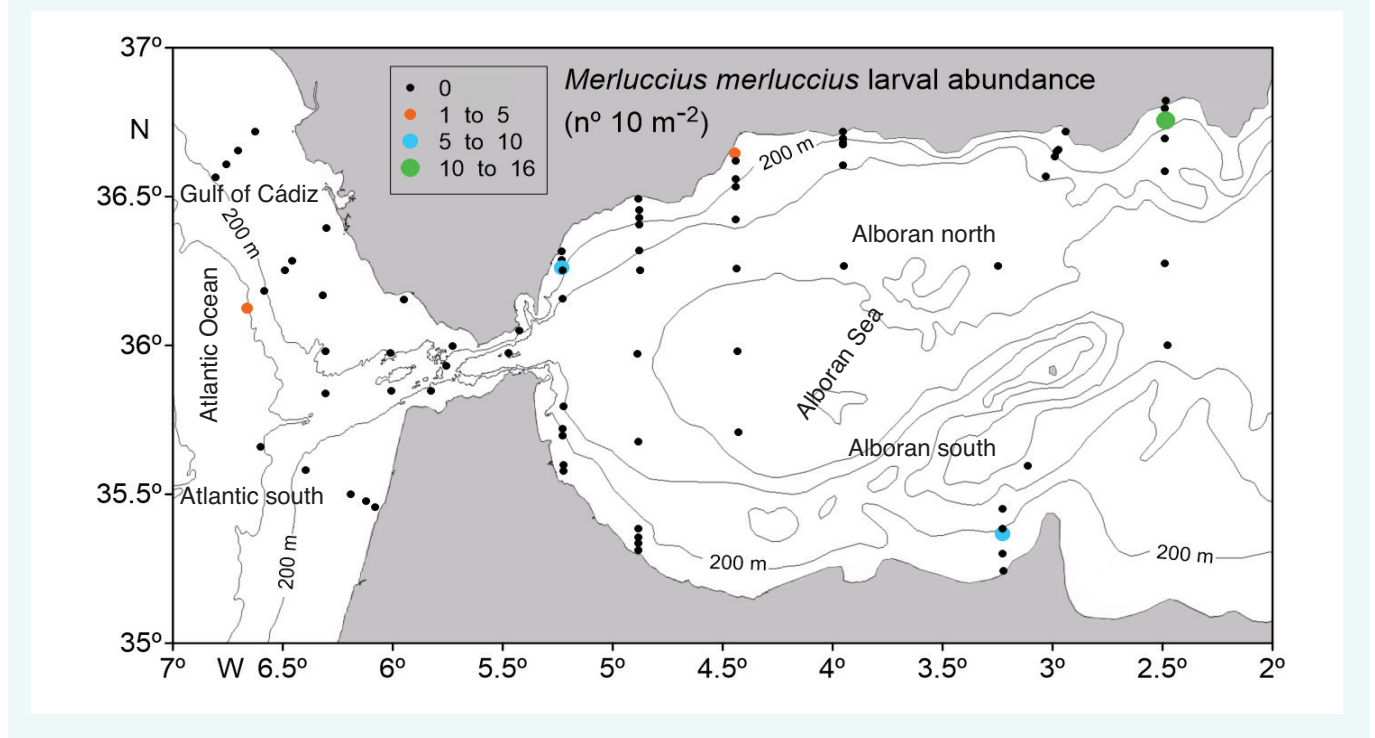 37º
Merluccius merluccius larval abundance
(nº 10 m⁻²)
0
1 to 5
5 to 10
10 to 16
N
200 m
36.5º
Gulf of Cádiz
200 m
Alboran north
Atlantic Ocean
36º
Alboran Sea
Alboran south
35.5º
Atlantic south
200 m
200 m
200 m
35º
7º W 6.5º 6º 5.5º 5º 4.5º 4º 3.5º 3º 2.5º 2º